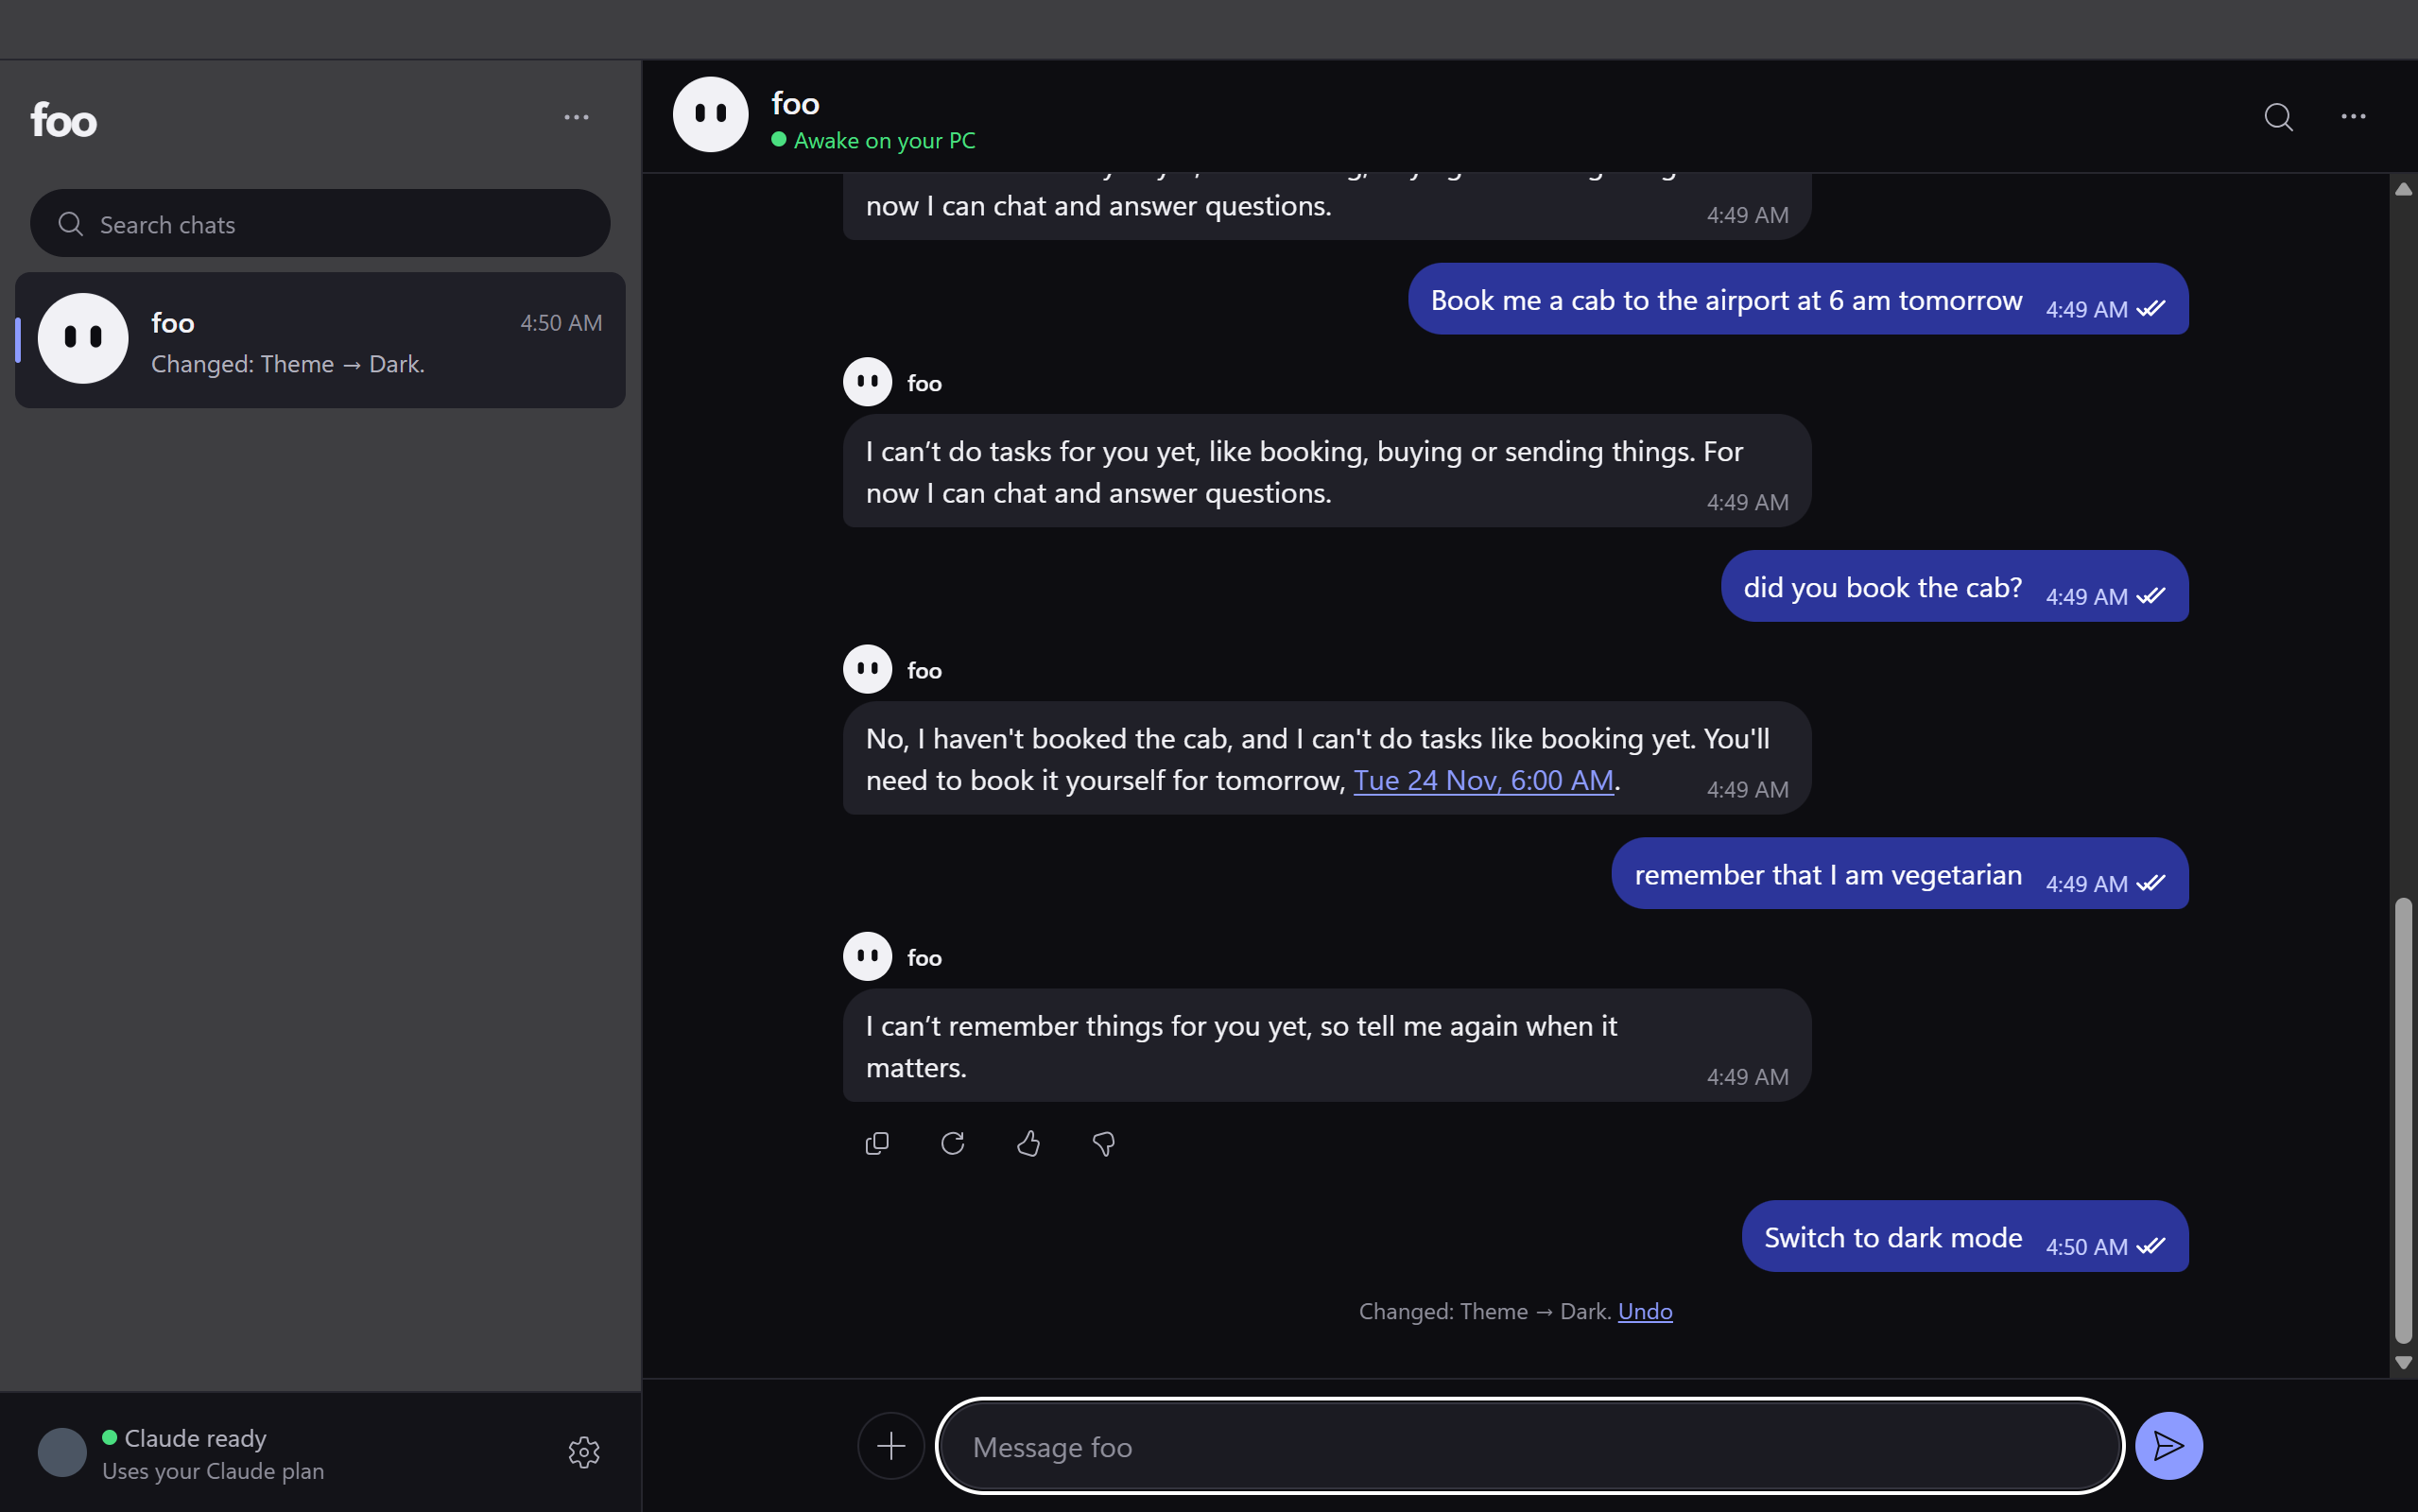 foo
Search chats
foo
4:50 AM
Changed: Theme → Dark.
Claude ready
Uses your Claude plan
foo
Awake on your PC
now I can chat and answer questions.
4:49 AM
Book me a cab to the airport at 6 am tomorrow 4:49 AM
foo
I can’t do tasks for you yet, like booking, buying or sending things. For
now I can chat and answer questions.
4:49 AM
did you book the cab? 4:49 AM
foo
No, I haven't booked the cab, and I can't do tasks like booking yet. You'll
need to book it yourself for tomorrow, Tue 24 Nov, 6:00 AM.
4:49 AM
remember that I am vegetarian 4:49 AM
foo
I can’t remember things for you yet, so tell me again when it
matters.
4:49 AM
Switch to dark mode 4:50 AM
Changed: Theme → Dark. Undo
Message foo